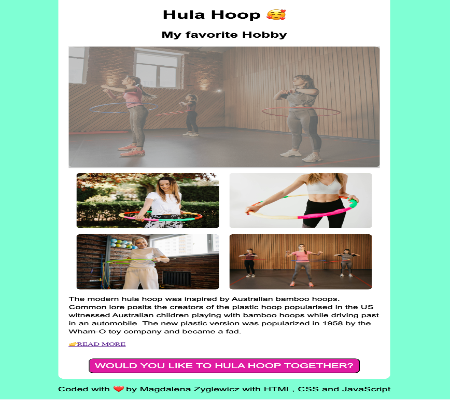 Hula Hoop 🥰
My favorite Hobby
The modern hula hoop was inspired by Australian bamboo hoops.
Common lore posits the creators of the plastic hoop popularised in the US
witnessed Australian children playing with bamboo hoops while driving past
in an automobile. The new plastic version was popularized in 1958 by the
Wham-O toy company and became a fad.
READ MORE
WOULD YOU LIKE TO HULA HOOP TOGETHER?
Coded with ❤️ by Magdalena Zyglewicz with HTML, CSS and JavaScript